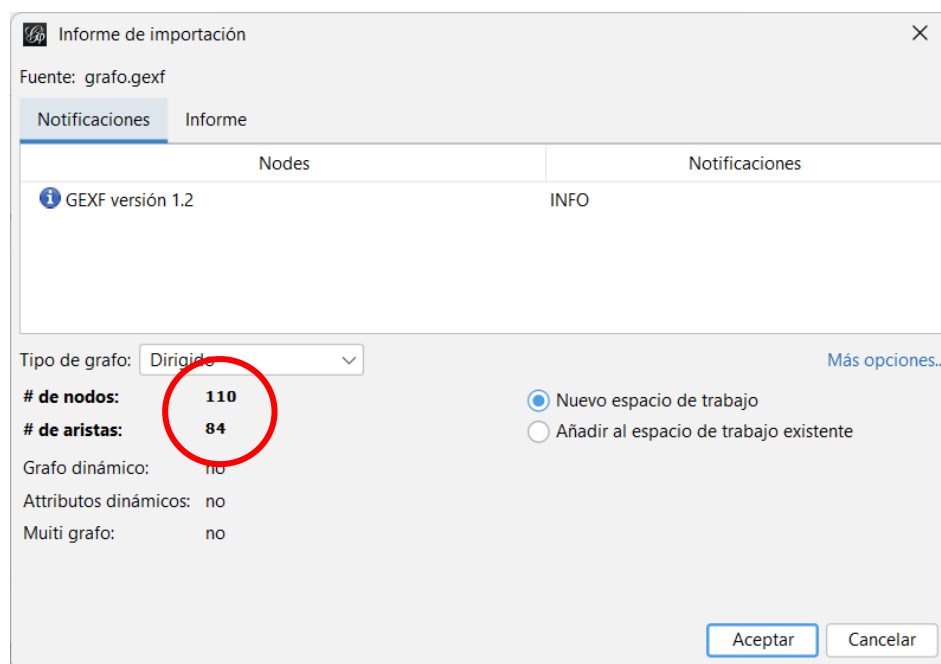 Informe de importación
Fuente: grafo.gexf
Notificaciones Informe
Nodes Notificaciones
GEXF versión 1.2 INFO
Tipo de grafo: Dirigido
Más opciones..
# de nodos: 110
# de aristas: 84
Nuevo espacio de trabajo
Añadir al espacio de trabajo existente
Grafo dinámico: no
Attributos dinámicos: no
Muiti grafo: no
Aceptar Cancelar